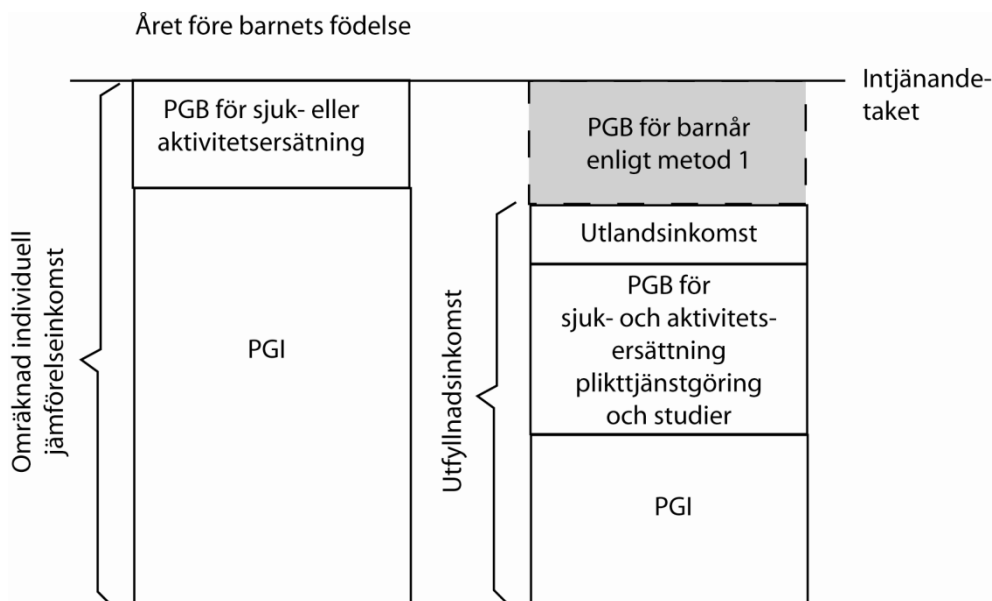 Året före barnets födelse
Intjänande-
taket
PGB för sjuk- eller
aktivitetsersätning
PGI
Omräknad individuell
jämförelseinkomst
PGB för barnår
enligt metod 1
Utlandsinkomst
PGB för
sjuk- och aktivitets-
ersättning
plikttjänstgöring
och studier
PGI
Utfyllnadsinkomst